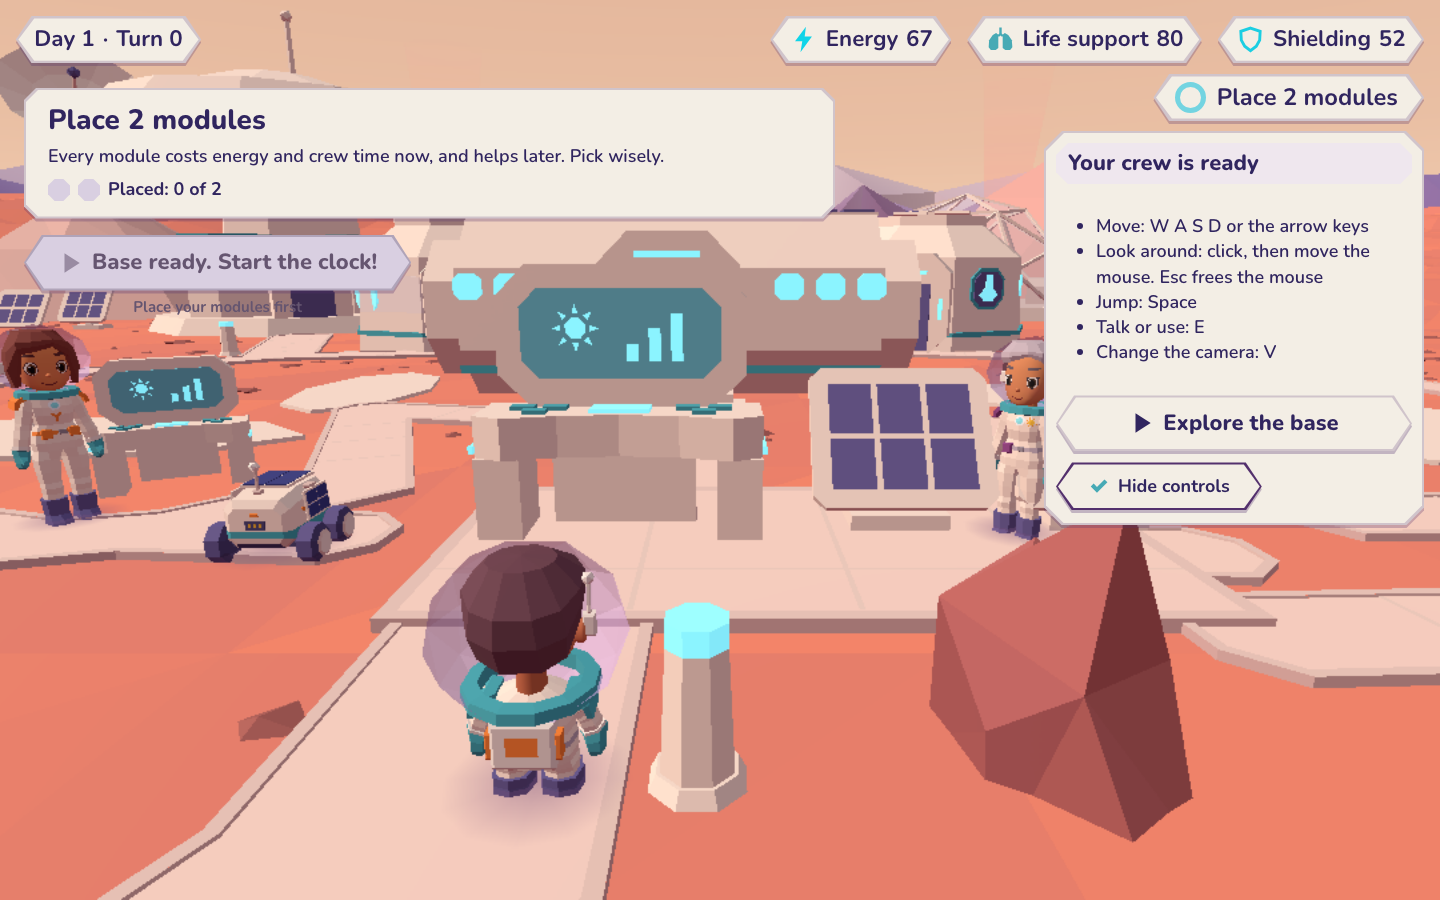 Day 1 · Turn 0
Energy 67
Life support 80
Shielding 52
Place 2 modules
Place 2 modules
Every module costs energy and crew time now, and helps later. Pick wisely.
Placed: 0 of 2
Base ready. Start the clock!
Place your modules first
Your crew is ready
Move: W A S D or the arrow keys
Look around: click, then move the
mouse. Esc frees the mouse
Jump: Space
Talk or use: E
Change the camera: V
Explore the base
Hide controls